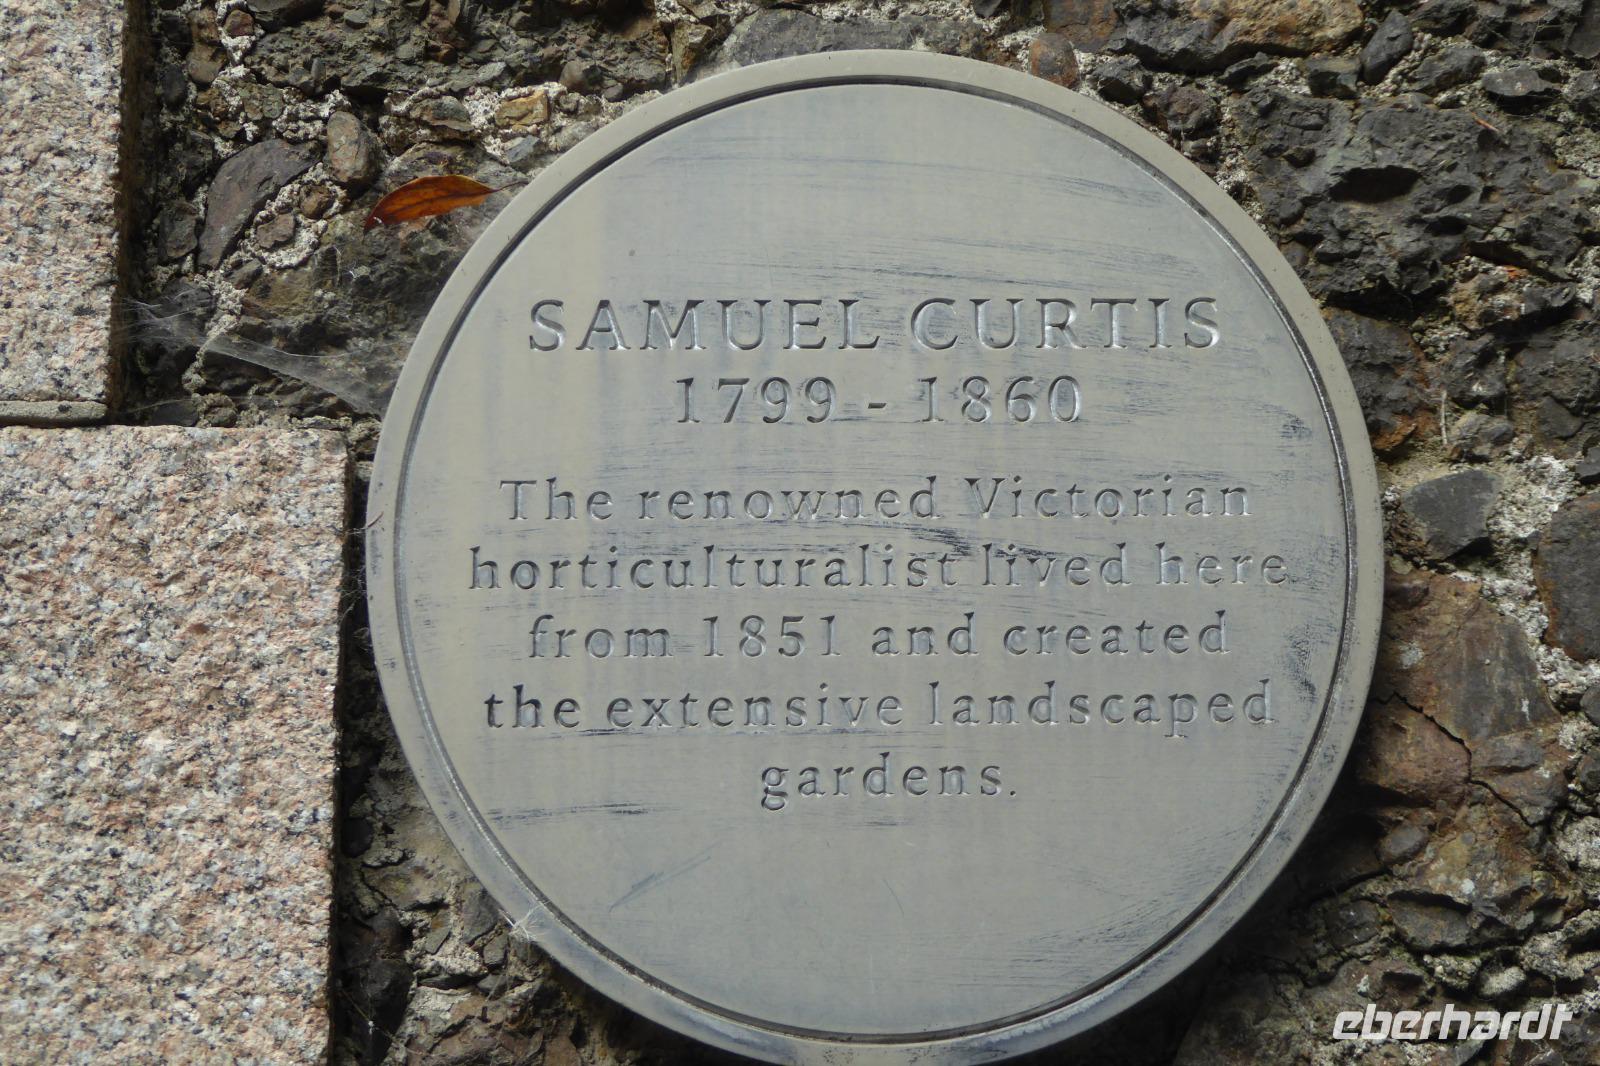 SAMUEL CURTIS
1799 - 1860
The renowned Victorian
horticulturalist lived here
from 1851 and created
the extensive landscaped
gardens.
eberhardt